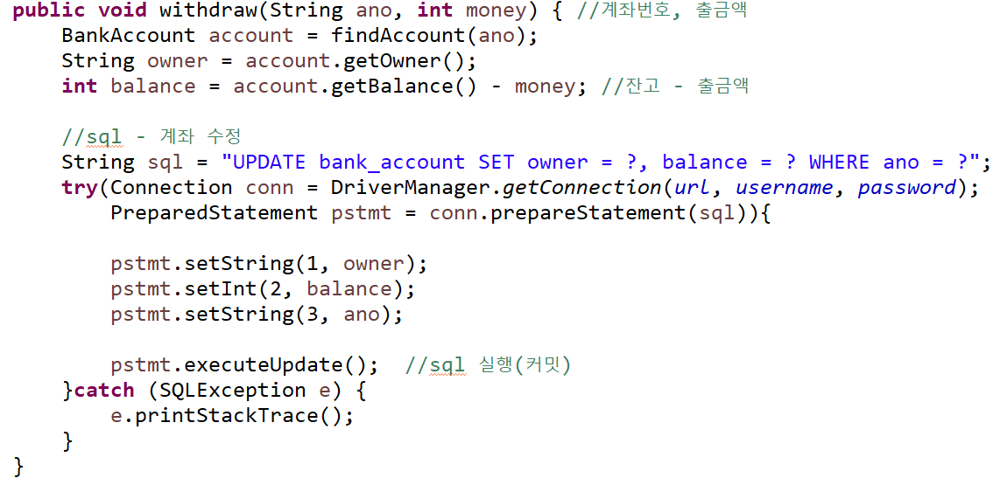 public void withdraw(String ano, int money) { //계좌번호, 출금액
    BankAccount account = findAccount(ano);
    String owner = account.getOwner();
    int balance = account.getBalance() - money; //잔고 - 출금액

    //sql - 계좌 수정
    String sql = "UPDATE bank_account SET owner = ?, balance = ? WHERE ano = ?";
    try(Connection conn = DriverManager.getConnection(url, username, password);
        PreparedStatement pstmt = conn.prepareStatement(sql)){

        pstmt.setString(1, owner);
        pstmt.setInt(2, balance);
        pstmt.setString(3, ano);

        pstmt.executeUpdate();  //sql 실행(커밋)
    }catch (SQLException e) {
        e.printStackTrace();
    }
}